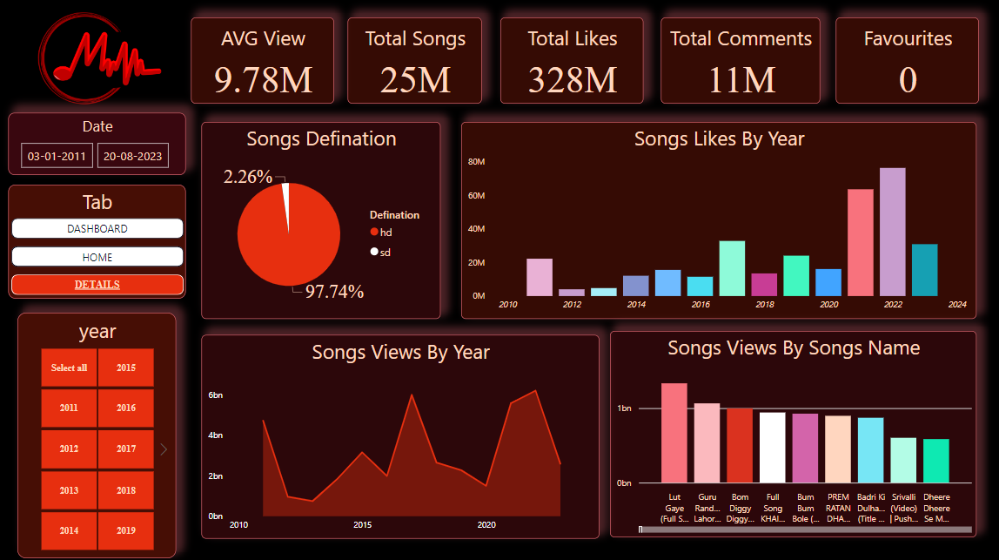 AVG View
9.78M
Total Songs
25M
Total Likes
328M
Total Comments
11M
Favourites
0
Date
03-01-2011
20-08-2023
Tab
DASHBOARD
HOME
DETAILS
year
Select all
2015
2011
2016
2012
2017
2013
2018
2014
2019
Songs Defination
2.26%
97.74%
Defination
hd
sd
Songs Likes By Year
80M
60M
40M
20M
0M
2010
2012
2014
2016
2018
2020
2022
2024
Songs Views By Year
6bn
4bn
2bn
0bn
2010
2015
2020
Songs Views By Songs Name
1bn
0bn
Lut
Gaye
(Full S...
Guru
Rand...
Lahor...
Bom
Diggy
Diggy...
Full
Song
KHAI...
Bum
Bum
Bole (...
PREM
RATAN
DHA...
Badri Ki
Dulha...
(Title ...
Srivalli
(Video)
| Push...
Dheere
Dheere
Se M...